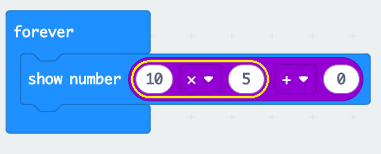 forever
show number 10 × ▼ 5 + ▼ 0